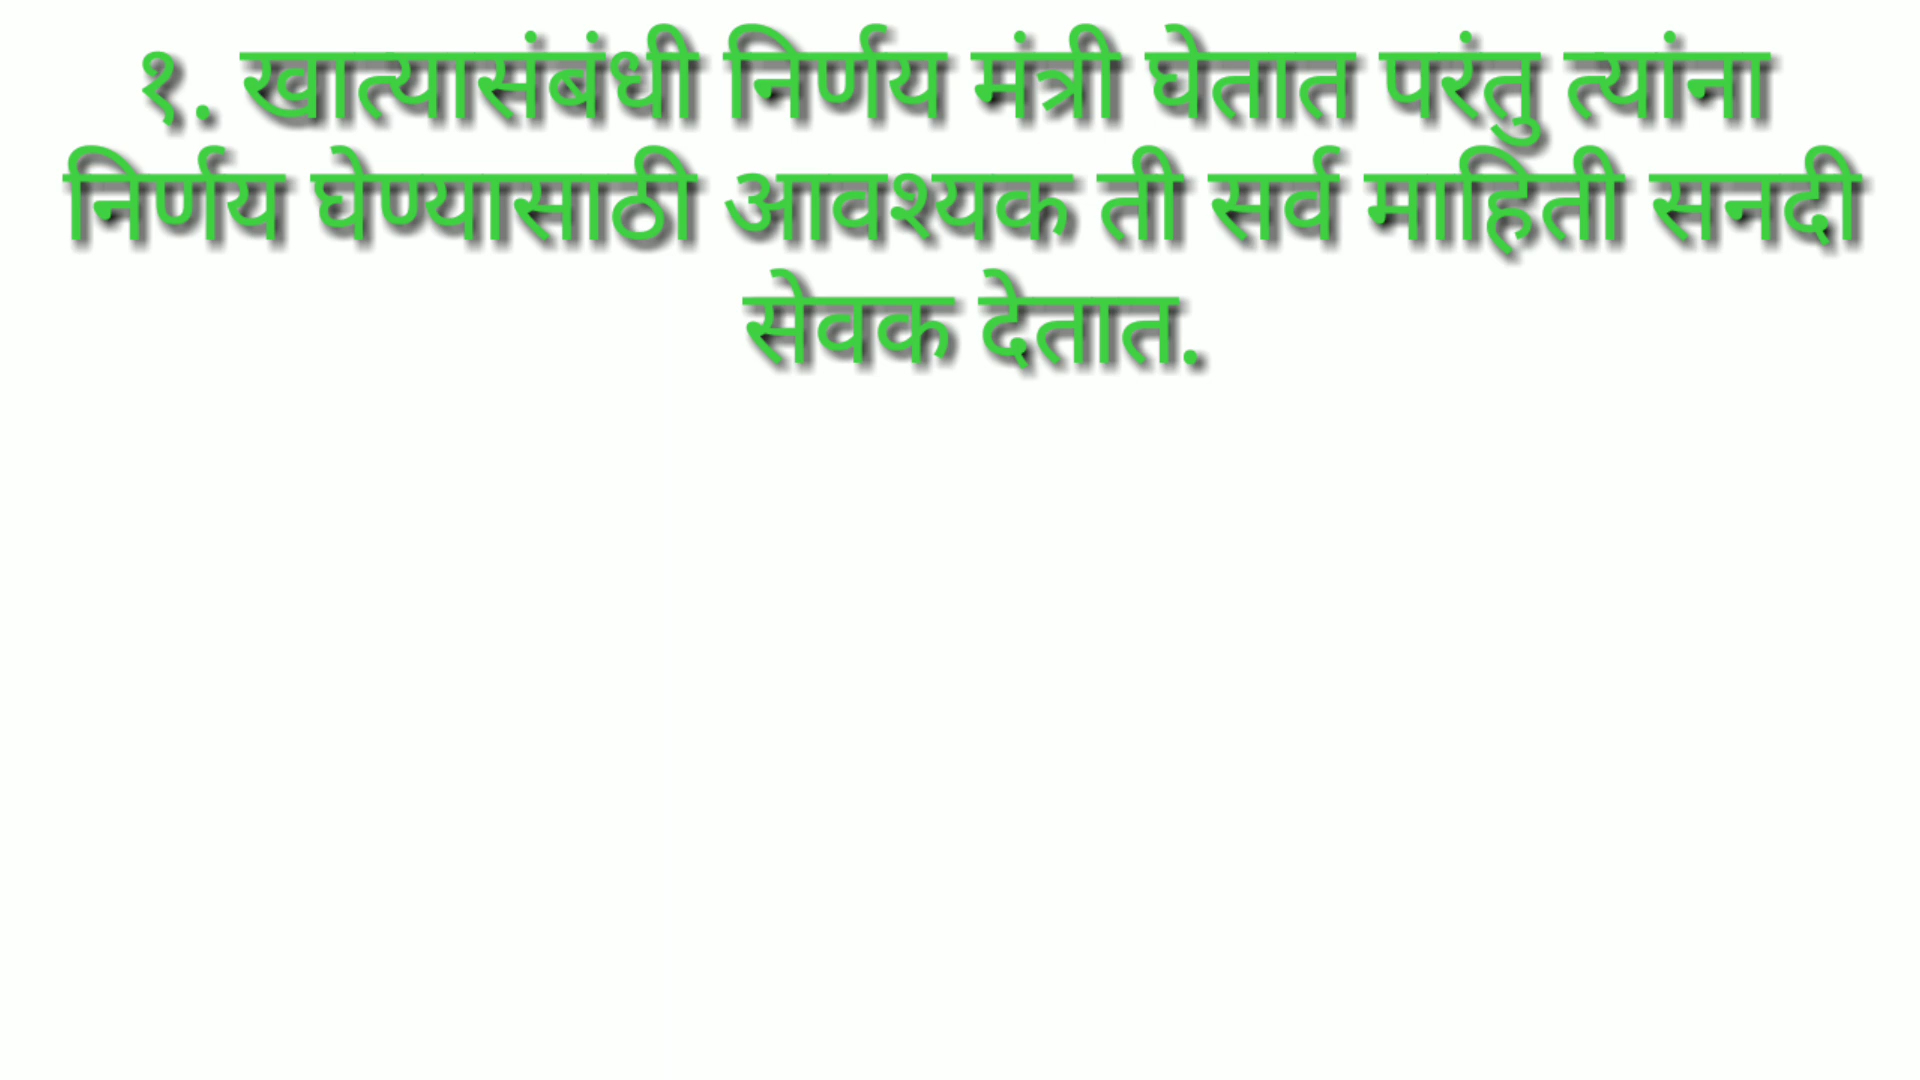 १. खात्यासंबंधी निर्णय मंत्री घेतात परंतु त्यांना
निर्णय घेण्यासाठी आवश्यक ती सर्व माहिती सनदी
सेवक देतात.